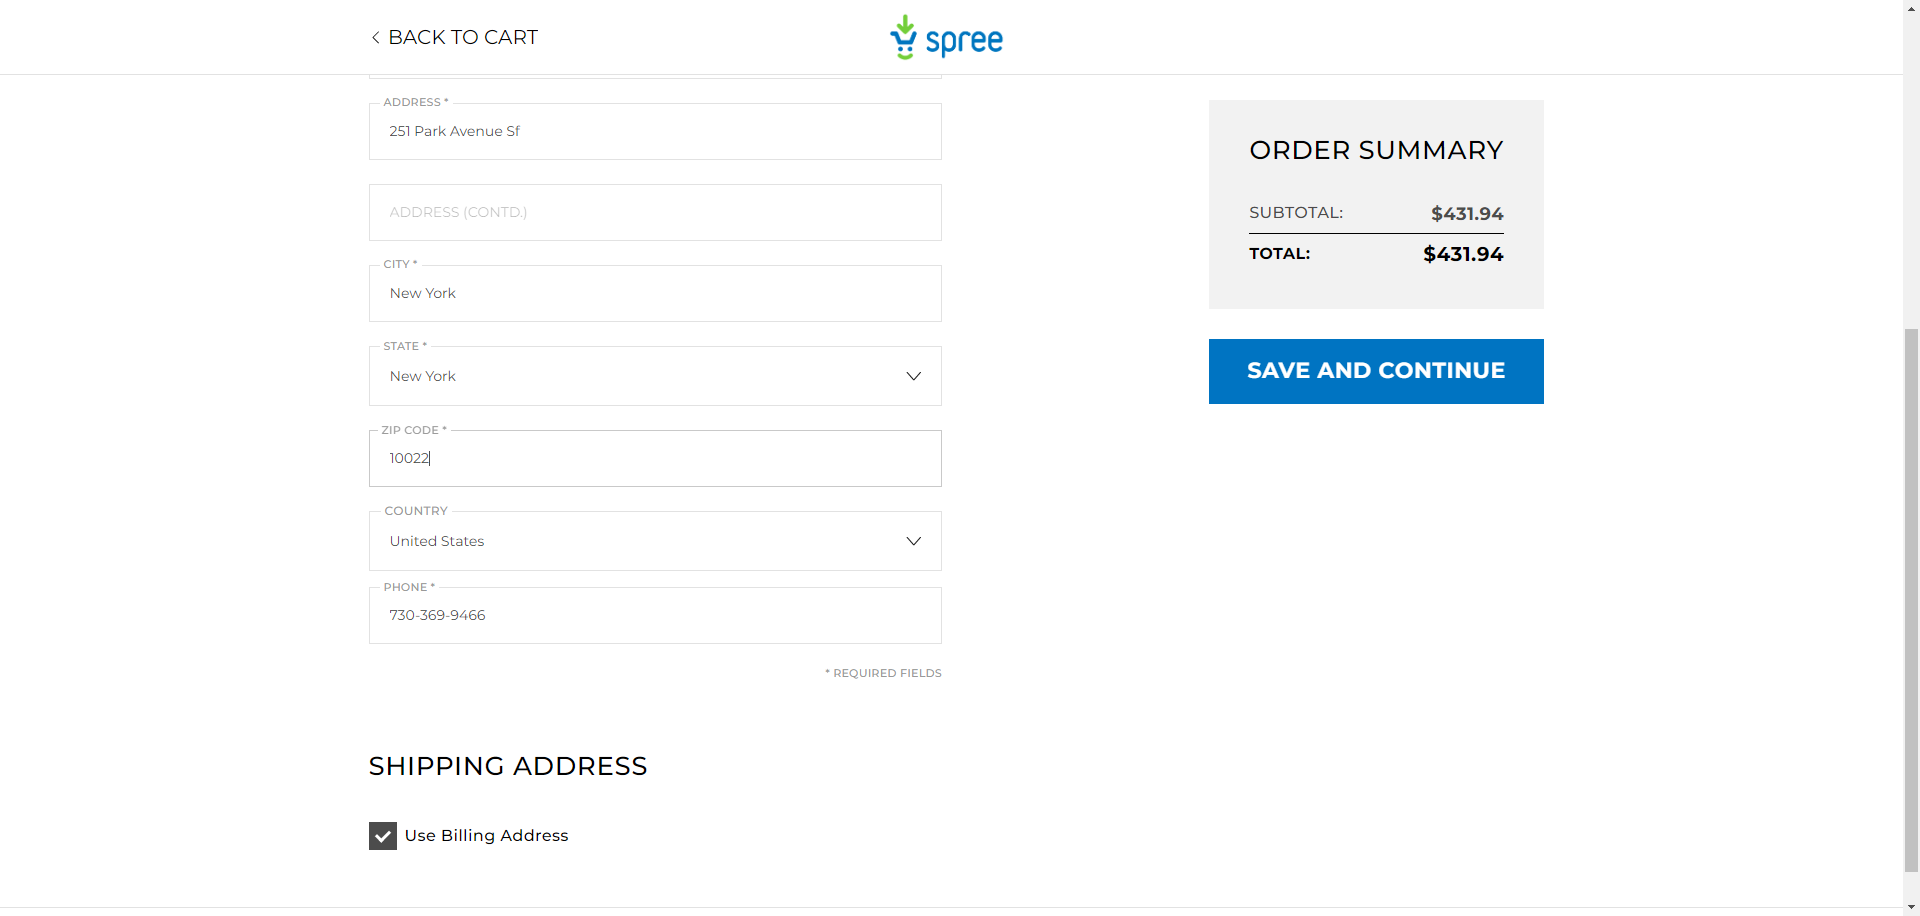 BACK TO CART
spree
ADDRESS *
251 Park Avenue Sf
ADDRESS (CONTD.)
CITY *
New York
STATE *
New York
ZIP CODE *
10022
COUNTRY
United States
PHONE *
730-369-9466
* REQUIRED FIELDS
SHIPPING ADDRESS
Use Billing Address
ORDER SUMMARY
SUBTOTAL: $431.94
TOTAL: $431.94
SAVE AND CONTINUE